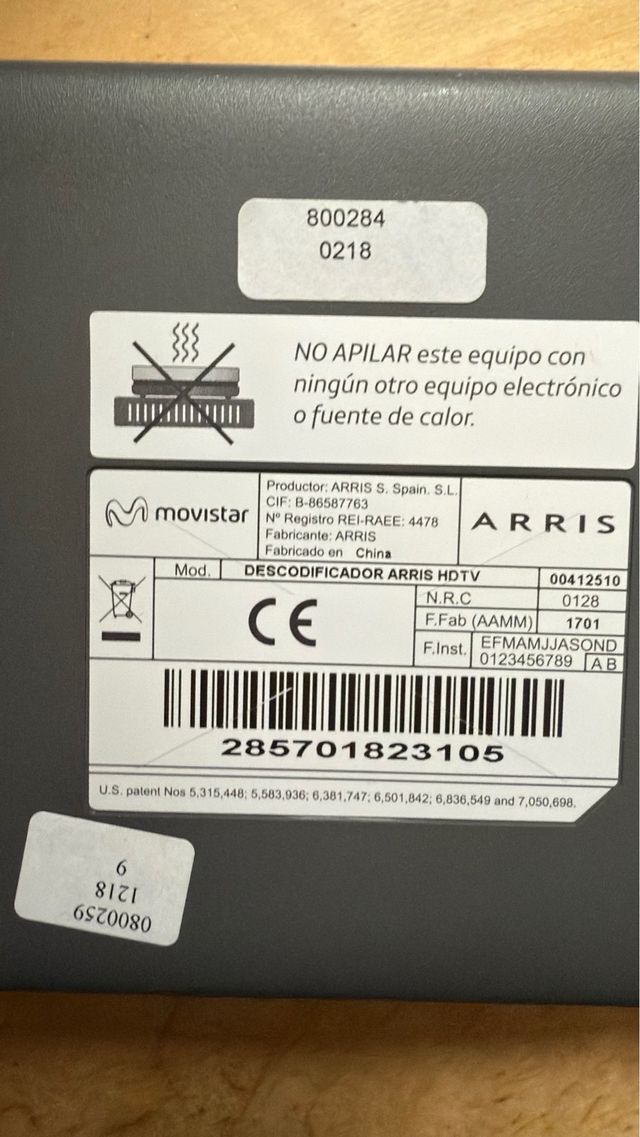 800284
0218
NO APILAR este equipo con
ningún otro equipo electrónico
o fuente de calor.
movistar
Productor: ARRIS S. Spain. S.L.
CIF: B-86587763
Nº Registro REI-RAEE: 4478
Fabricante: ARRIS
Fabricado en China
ARRIS
Mod. DESCODIFICADOR ARRIS HDTV 00412510
CE
N.R.C 0128
F.Fab (AAMM) 1701
F.Inst. EFMAMJJASOND
0123456789 AB
285701823105
U.S. patent Nos 5,315,448; 5,583,936; 6,381,747; 6,501,842; 6,836,549 and 7,050,698.
0800259
1218
9